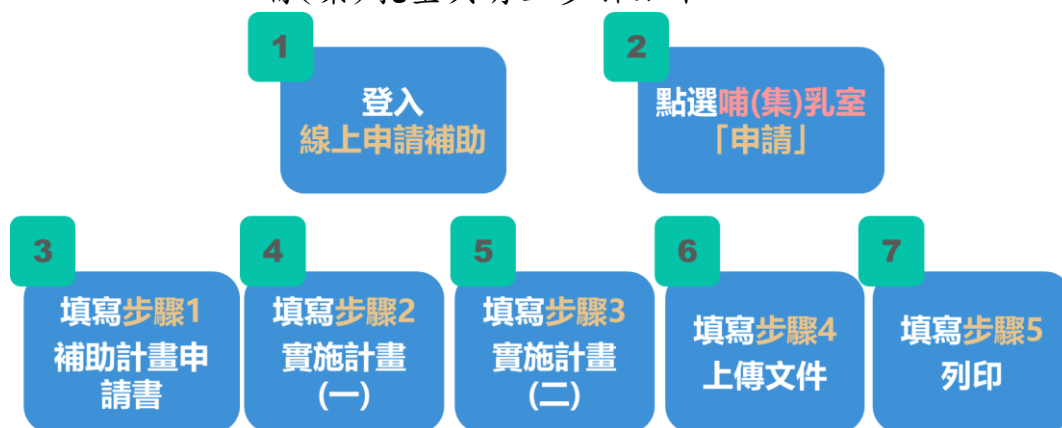 1
登入
線上申請補助
2
點選哺(集)乳室
「申請」
3
填寫步驟1
補助計畫申
請書
4
填寫步驟2
實施計畫
(一)
5
填寫步驟3
實施計畫
(二)
6
填寫步驟4
上傳文件
7
填寫步驟5
列印